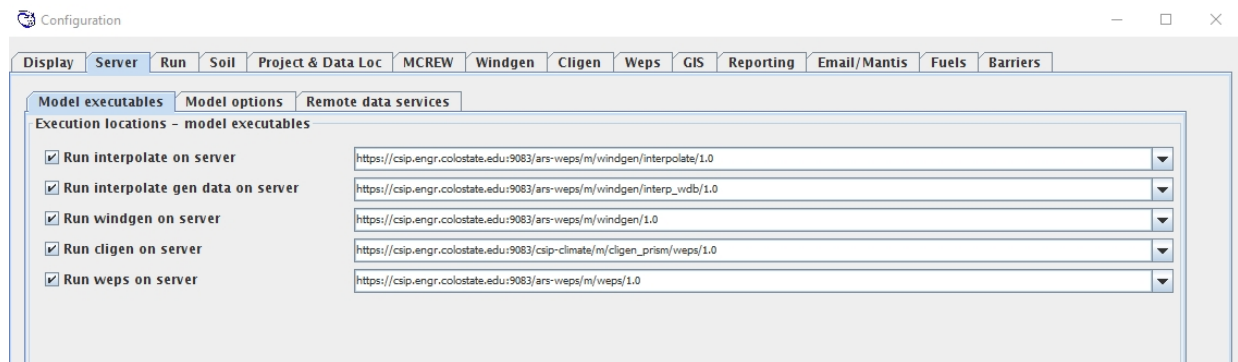 Configuration
Display Server Run Soil Project & Data Loc MCREW Windgen Cligen Weps GIS Reporting Email/Mantis Fuels Barriers
Model executables Model options Remote data services
Execution locations - model executables
Run interpolate on server https://csip.engr.colostate.edu:9083/ars-weps/m/windgen/interpolate/1.0
Run interpolate gen data on server https://csip.engr.colostate.edu:9083/ars-weps/m/windgen/interp_wdb/1.0
Run windgen on server https://csip.engr.colostate.edu:9083/ars-weps/m/windgen/1.0
Run cligen on server https://csip.engr.colostate.edu:9083/csip-climate/m/cligen_prism/weps/1.0
Run weps on server https://csip.engr.colostate.edu:9083/ars-weps/m/weps/1.0